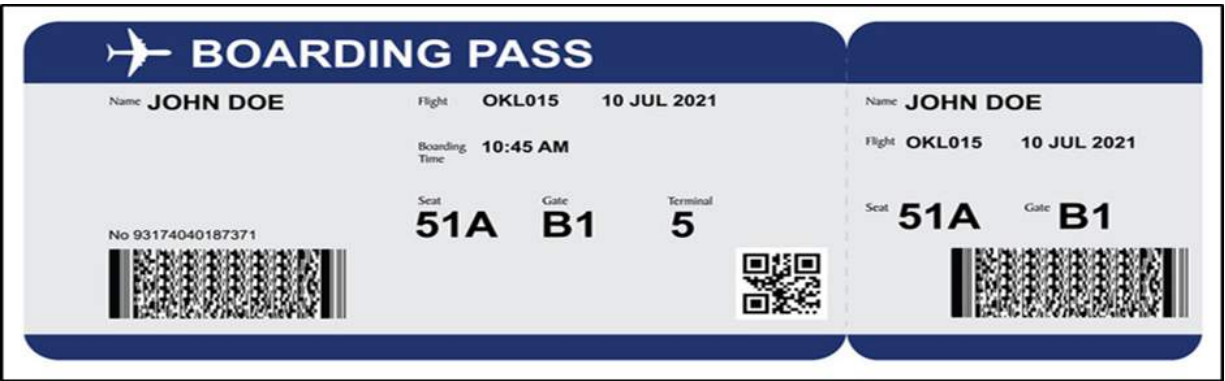 BOARDING PASS
Name JOHN DOE
Flight OKL015 10 JUL 2021
Boarding Time 10:45 AM
Seat 51A Gate B1 Terminal 5
No 93174040187371
Name JOHN DOE
Flight OKL015 10 JUL 2021
Seat 51A Gate B1